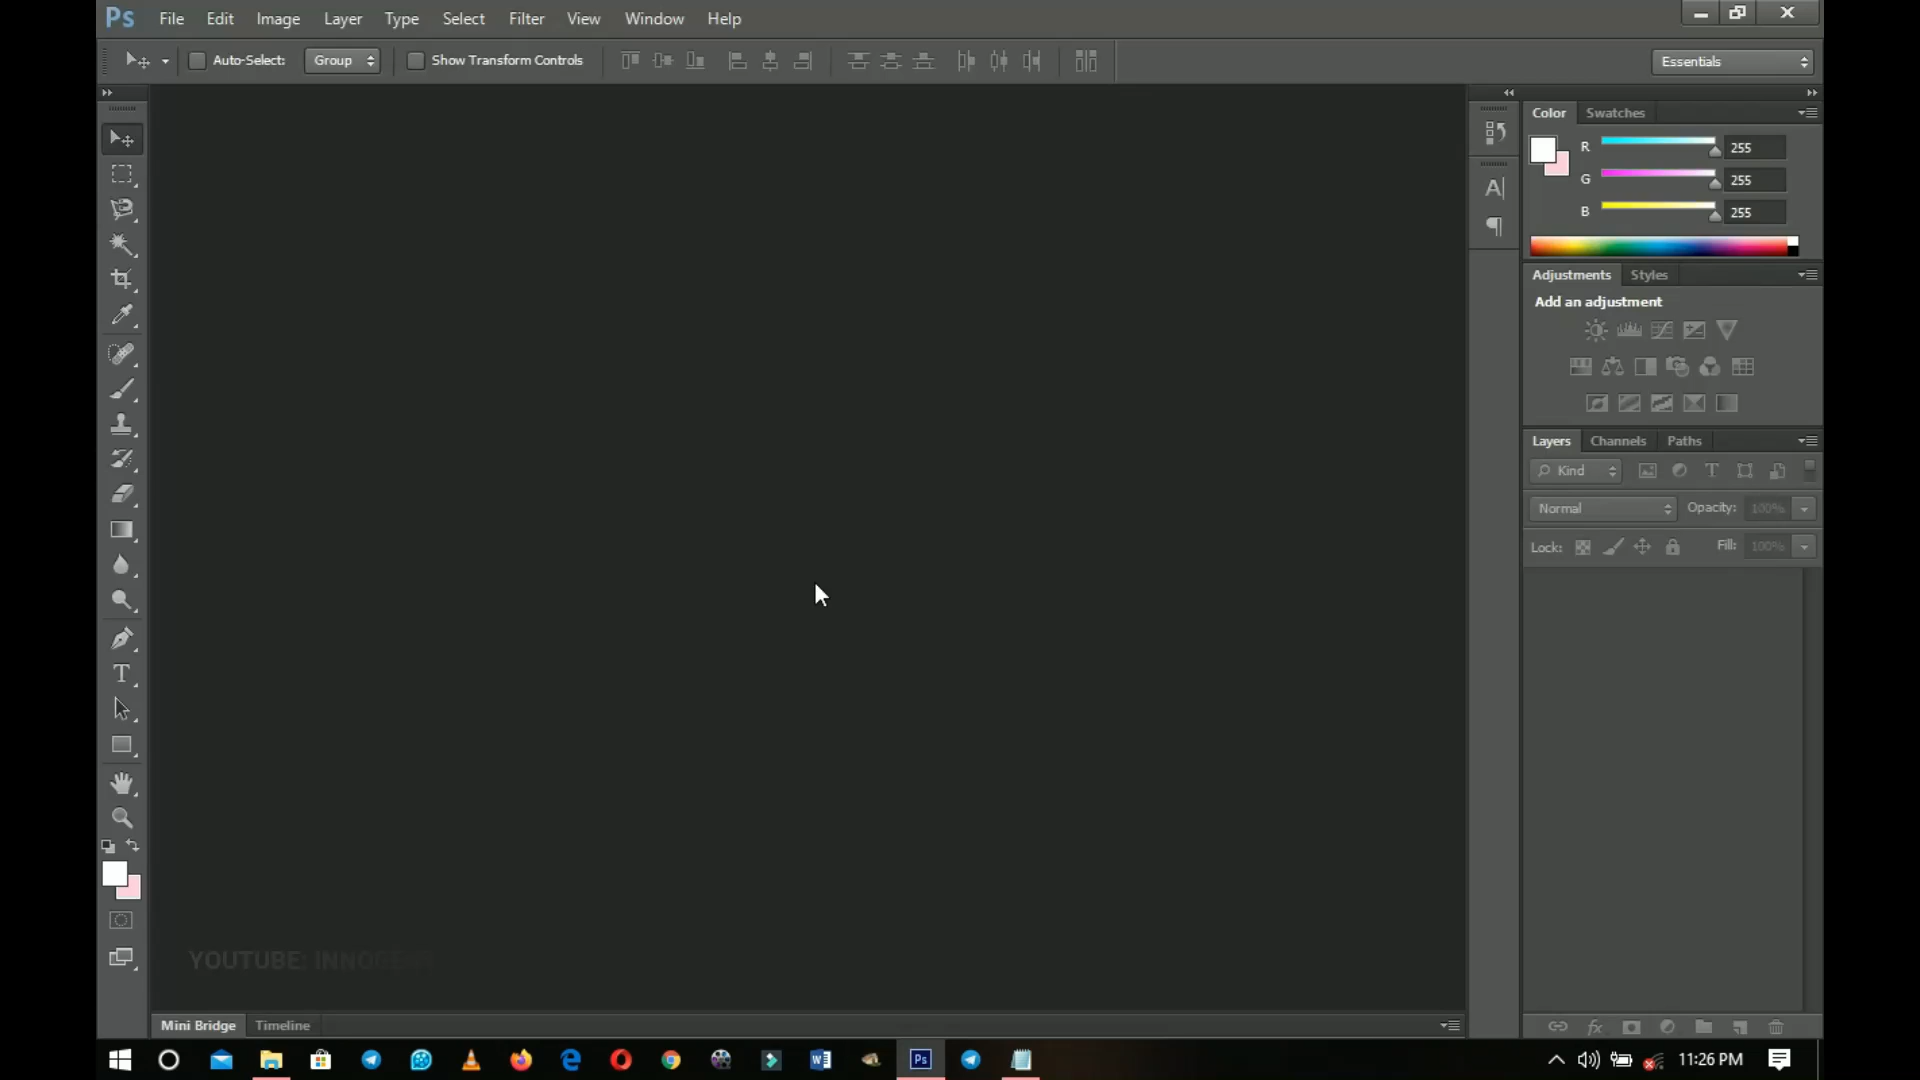 Ps File Edit Image Layer Type Select Filter View Window Help
Auto-Select: Group Show Transform Controls Essentials
Color Swatches
R 255
G 255
B 255
Adjustments Styles
Add an adjustment
Layers Channels Paths
Kind
Normal Opacity: 100%
Lock: Fill: 100%
YOUTUBE:
Mini Bridge Timeline
Ps 11:26 PM